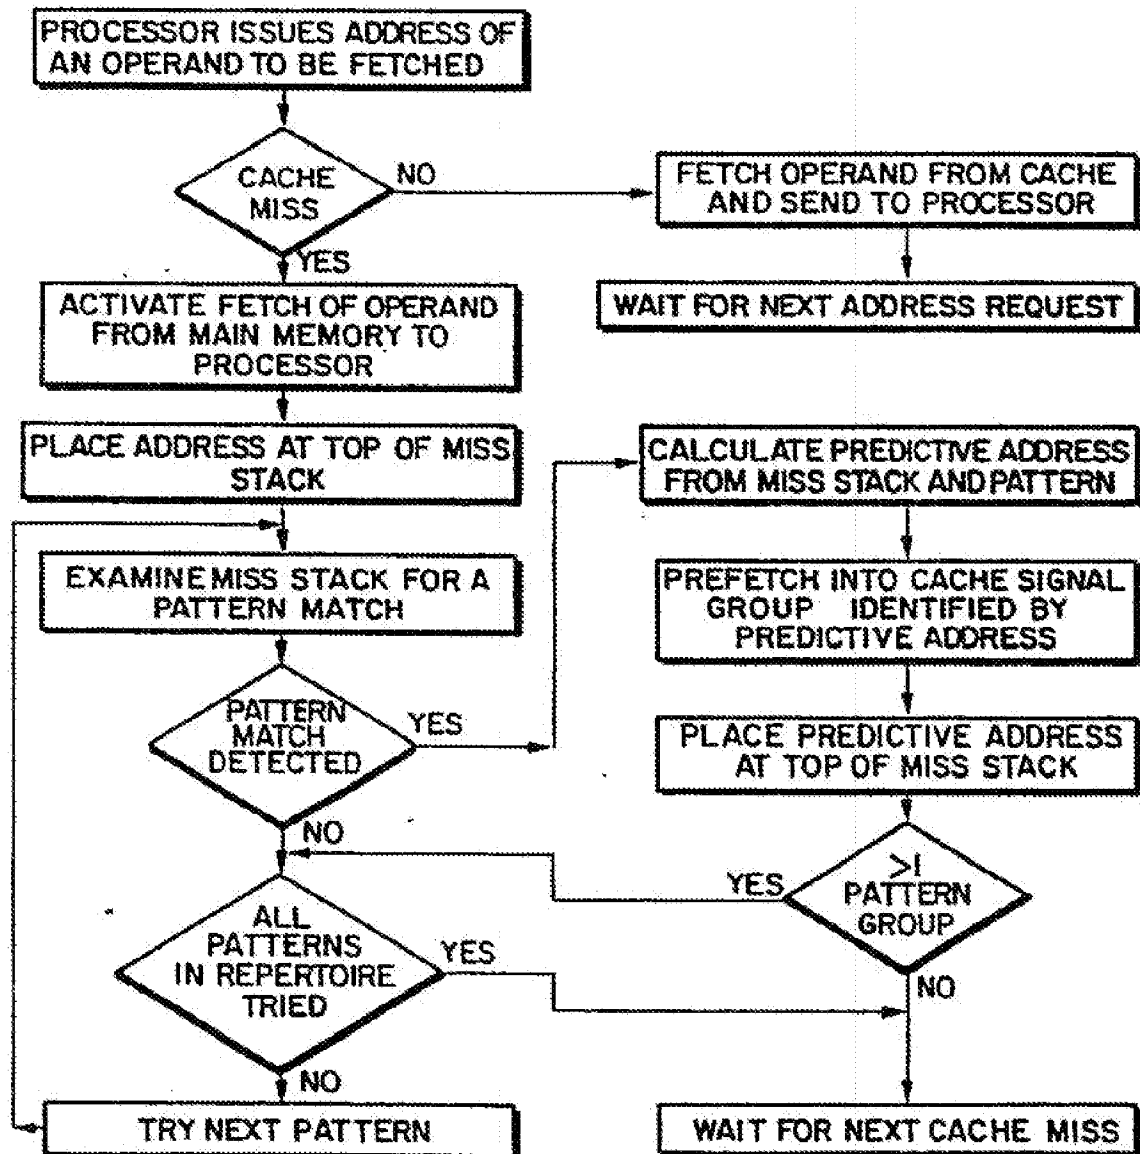 PROCESSOR ISSUES ADDRESS OF
AN OPERAND TO BE FETCHED
CACHE
MISS
NO
FETCH OPERAND FROM CACHE
AND SEND TO PROCESSOR
YES
WAIT FOR NEXT ADDRESS REQUEST
ACTIVATE FETCH OF OPERAND
FROM MAIN MEMORY TO
PROCESSOR
PLACE ADDRESS AT TOP OF MISS
STACK
CALCULATE PREDICTIVE ADDRESS
FROM MISS STACK AND PATTERN
EXAMINE MISS STACK FOR A
PATTERN MATCH
PREFETCH INTO CACHE SIGNAL
GROUP IDENTIFIED BY
PREDICTIVE ADDRESS
PATTERN
MATCH
DETECTED
YES
PLACE PREDICTIVE ADDRESS
AT TOP OF MISS STACK
NO
>1
PATTERN
GROUP
YES
NO
ALL
PATTERNS
IN REPERTOIRE
TRIED
YES
NO
TRY NEXT PATTERN
WAIT FOR NEXT CACHE MISS